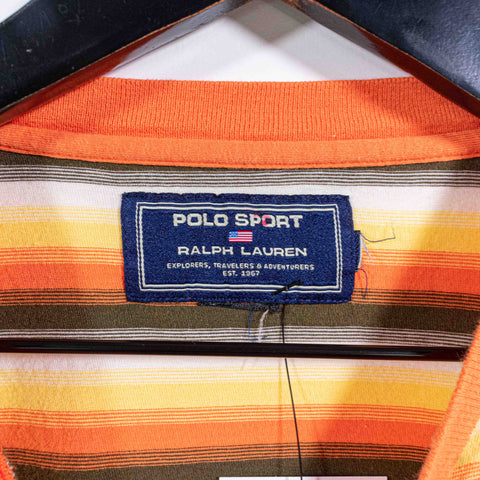 POLO SPORT
RALPH LAUREN
EXPLORERS, TRAVELERS & ADVENTURERS
EST. 1967